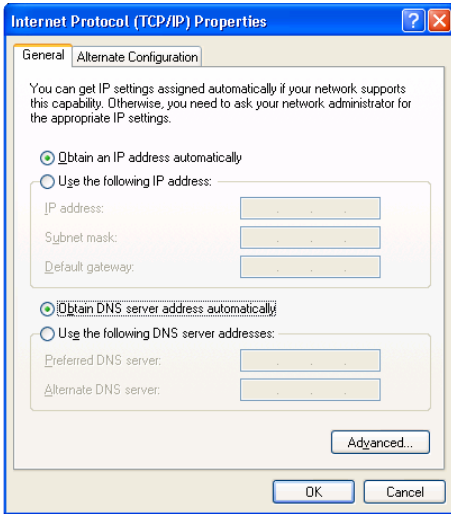 Internet Protocol (TCP/IP) Properties
General Alternate Configuration
You can get IP settings assigned automatically if your network supports
this capability. Otherwise, you need to ask your network administrator for
the appropriate IP settings.
Obtain an IP address automatically
Use the following IP address:
IP address:
Subnet mask:
Default gateway:
Obtain DNS server address automatically
Use the following DNS server addresses:
Preferred DNS server:
Alternate DNS server:
Advanced...
OK Cancel